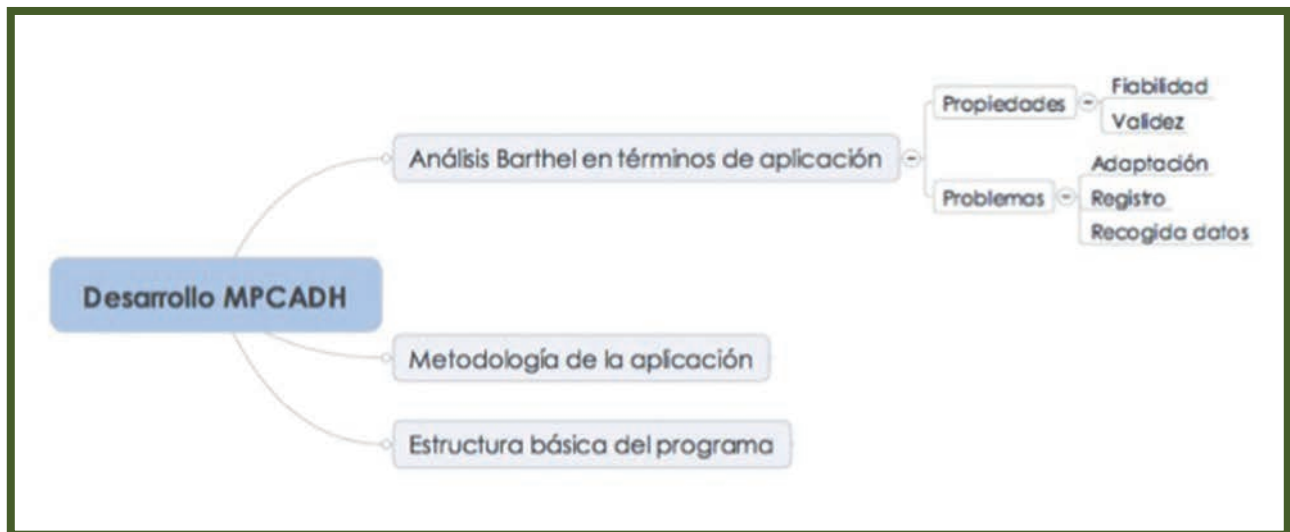 Desarrollo MPCADH
Análisis Barthel en términos de aplicación
Propiedades
Fiabilidad
Validez
Problemas
Adaptación
Registro
Recogida datos
Metodología de la aplicación
Estructura básica del programa